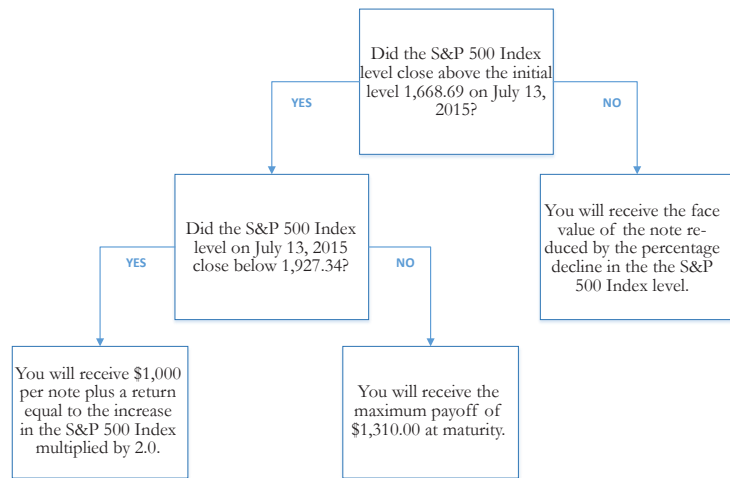 Did the S&P 500 Index
level close above the initial
level 1,668.69 on July 13,
2015?
YES
NO
Did the S&P 500 Index
level on July 13, 2015
close below 1,927.34?
You will receive the face
value of the note re-
duced by the percentage
decline in the the S&P
500 Index level.
YES
NO
You will receive $1,000
per note plus a return
equal to the increase
in the S&P 500 Index
multiplied by 2.0.
You will receive the
maximum payoff of
$1,310.00 at maturity.